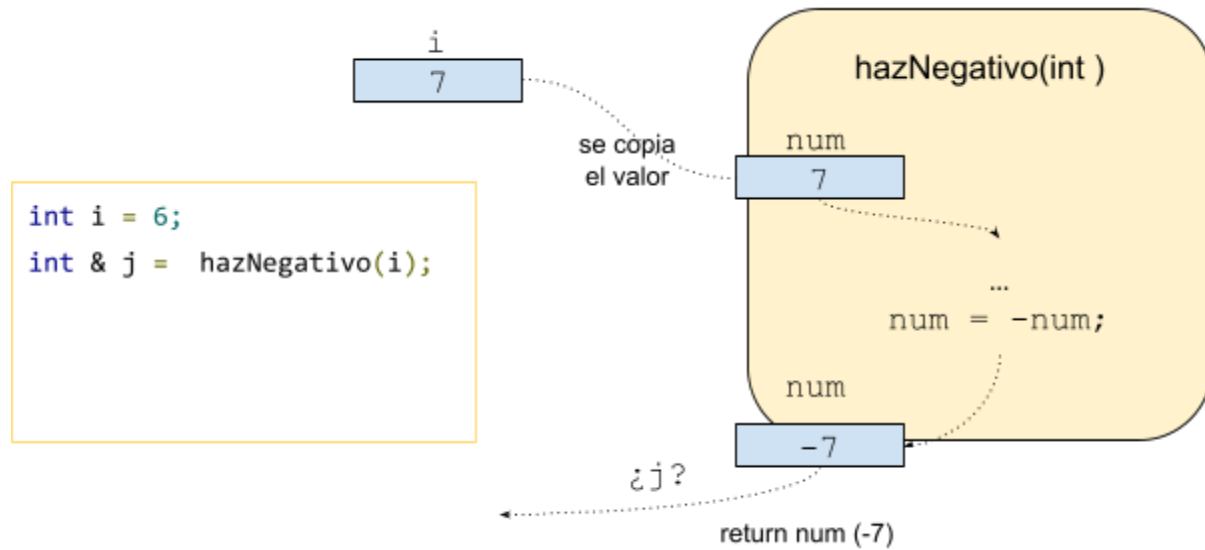 i
7
hazNegativo(int )
se copia
el valor
num
7
int i = 6;
int & j =  hazNegativo(i);
…
num = -num;
num
-7
¿j?
return num (-7)